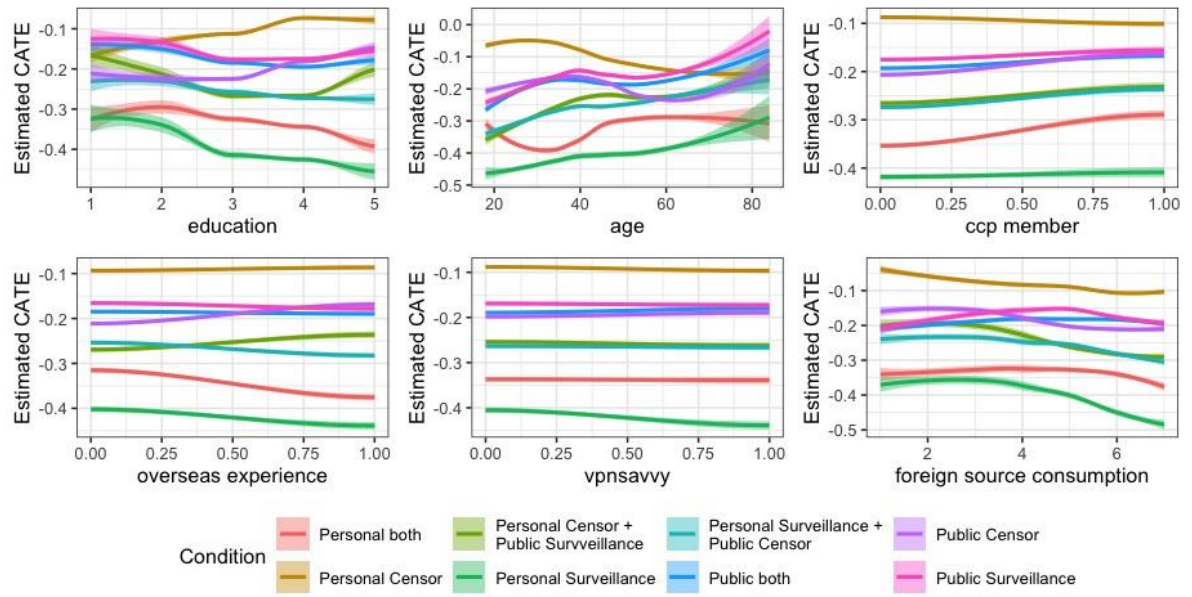 Estimated CATE
-0.1
-0.2
-0.3
-0.4
1 2 3 4 5
education
Estimated CATE
0.0
-0.1
-0.2
-0.3
-0.4
-0.5
20 40 60 80
age
Estimated CATE
-0.1
-0.2
-0.3
-0.4
0.00 0.25 0.50 0.75 1.00
ccp member
Estimated CATE
-0.1
-0.2
-0.3
-0.4
0.00 0.25 0.50 0.75 1.00
overseas experience
Estimated CATE
-0.1
-0.2
-0.3
-0.4
0.00 0.25 0.50 0.75 1.00
vpnsavvy
Estimated CATE
-0.1
-0.2
-0.3
-0.4
-0.5
2 4 6
foreign source consumption
Condition
Personal both
Personal Censor
Personal Censor +
Public Survveillance
Personal Surveillance
Personal Surveillance +
Public Censor
Public both
Public Censor
Public Surveillance